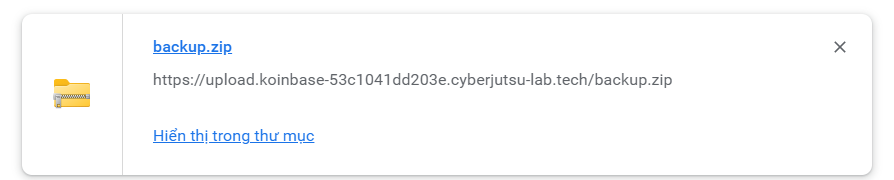 backup.zip
https://upload.koinbase-53c1041dd203e.cyberjutsu-lab.tech/backup.zip
Hiển thị trong thư mục